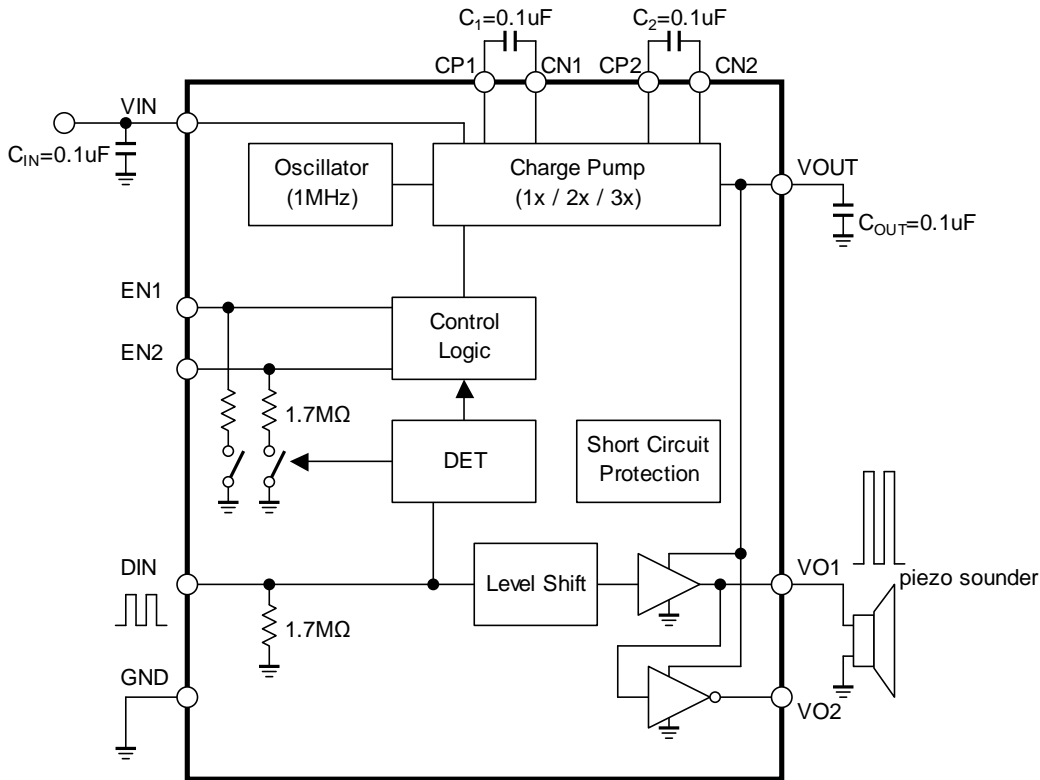 C1=0.1uF
C2=0.1uF
CP1
CN1
CP2
CN2
VIN
CIN=0.1uF
Oscillator
(1MHz)
Charge Pump
(1x / 2x / 3x)
VOUT
COUT=0.1uF
EN1
Control
Logic
EN2
1.7MΩ
DET
Short Circuit
Protection
DIN
Level Shift
VO1
piezo sounder
1.7MΩ
GND
VO2